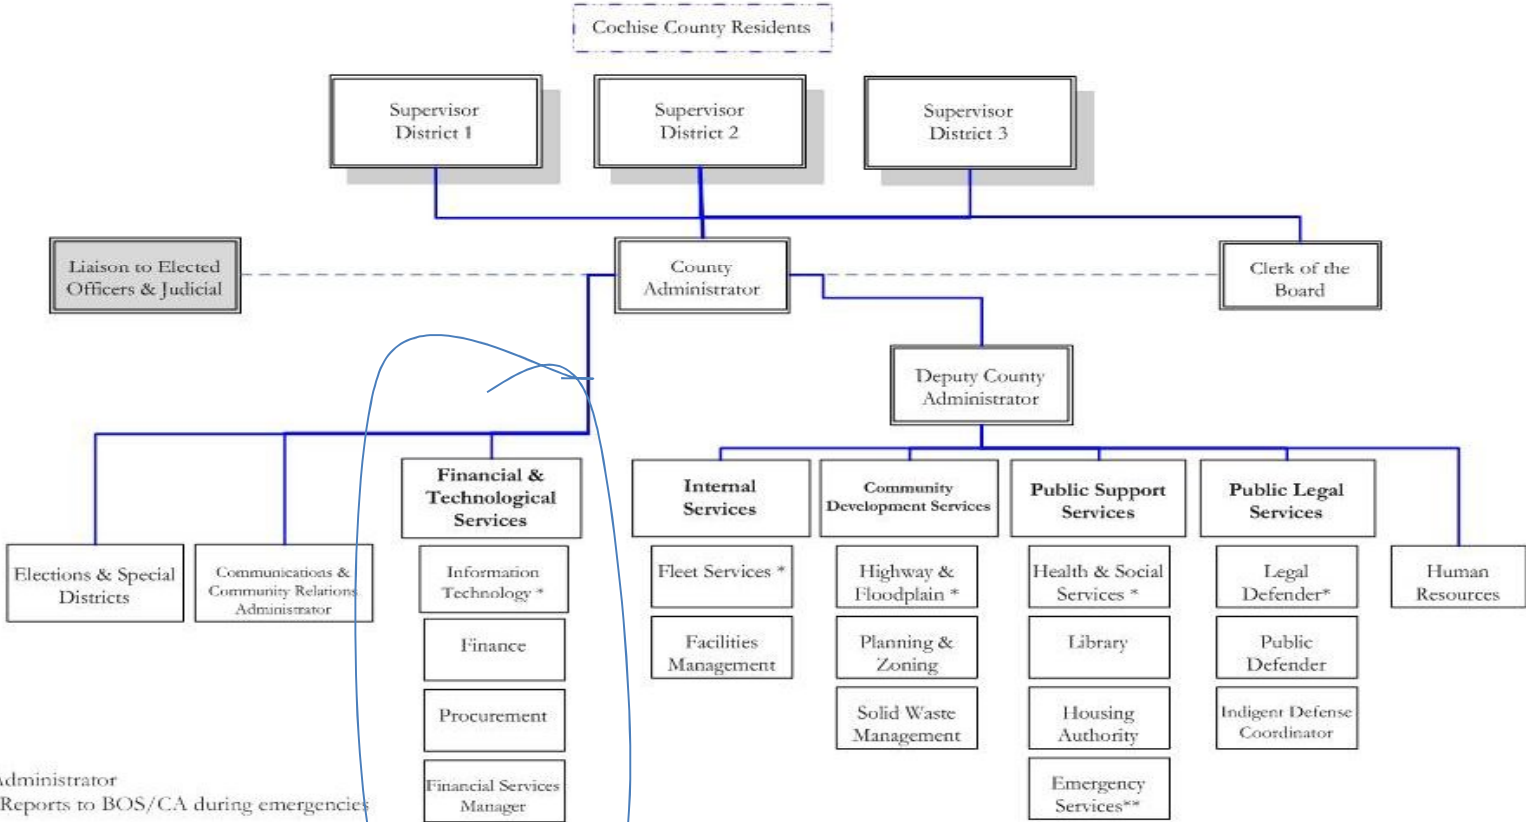 Cochise County Residents
Supervisor
District 1
Supervisor
District 2
Supervisor
District 3
Liaison to Elected
Officers & Judicial
County
Administrator
Clerk of the
Board
Deputy County
Administrator
Elections & Special
Districts
Communications &
Community Relations
Administrator
Financial &
Technological
Services
Information
Technology *
Finance
Procurement
Financial Services
Manager
Internal
Services
Fleet Services *
Facilities
Management
Community
Development Services
Highway &
Floodplain *
Planning &
Zoning
Solid Waste
Management
Public Support
Services
Health & Social
Services *
Library
Housing
Authority
Emergency
Services**
Public Legal
Services
Legal
Defender*
Public
Defender
Indigent Defense
Coordinator
Human
Resources
Administrator
Reports to BOS/CA during emergencies